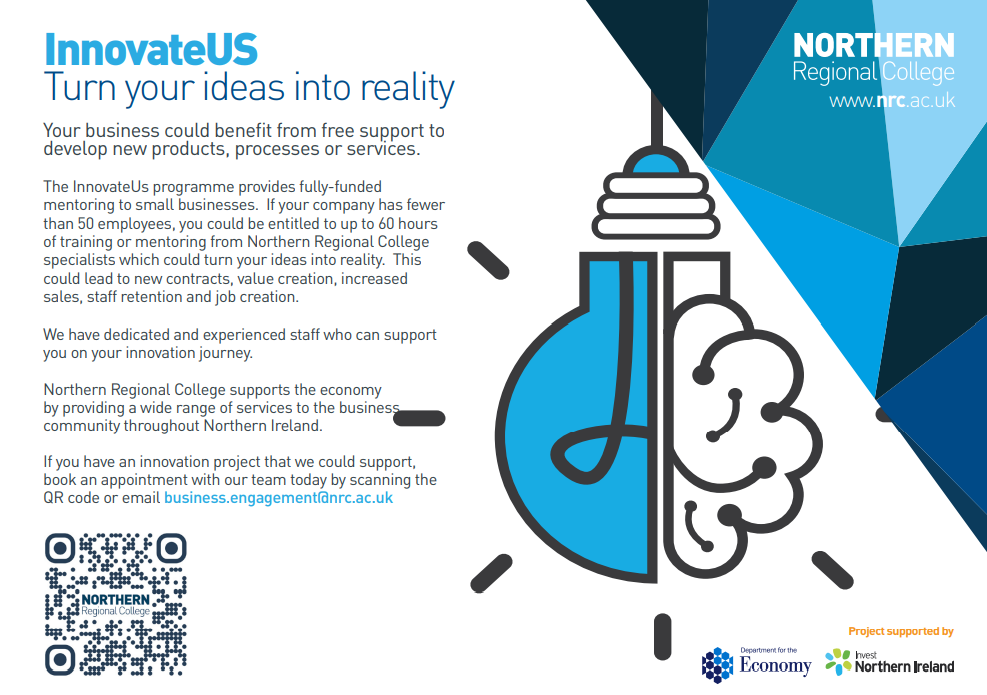 InnovateUS
Turn your ideas into reality
Your business could benefit from free support to
develop new products, processes or services.
The InnovateUs programme provides fully-funded
mentoring to small businesses.  If your company has fewer
than 50 employees, you could be entitled to up to 60 hours
of training or mentoring from Northern Regional College
specialists which could turn your ideas into reality.  This
could lead to new contracts, value creation, increased
sales, staff retention and job creation.
We have dedicated and experienced staff who can support
you on your innovation journey.
Northern Regional College supports the economy
by providing a wide range of services to the business
community throughout Northern Ireland.
If you have an innovation project that we could support,
book an appointment with our team today by scanning the
QR code or email business.engagement@nrc.ac.uk
NORTHERN
Regional College
NORTHERN
Regional College
www.nrc.ac.uk
Project supported by
Department for the
Economy
Invest
Northern Ireland